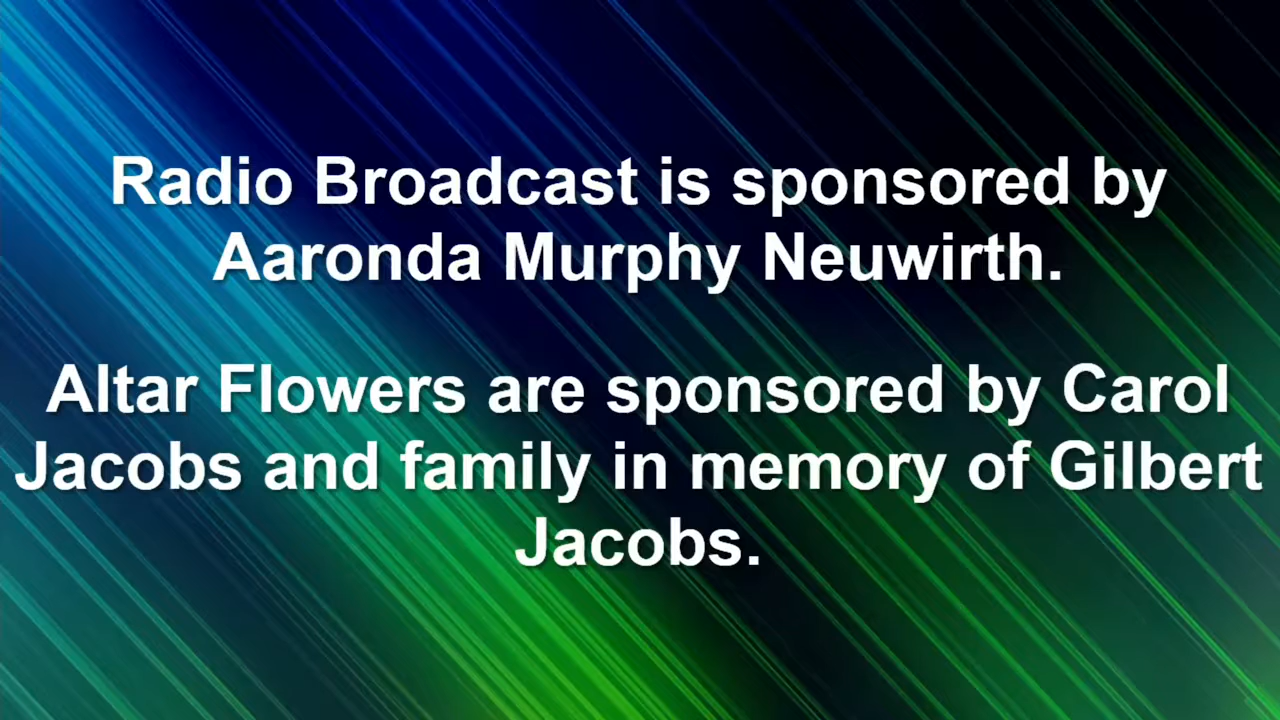 Radio Broadcast is sponsored by
Aaronda Murphy Neuwirth.
Altar Flowers are sponsored by Carol
Jacobs and family in memory of Gilbert
Jacobs.